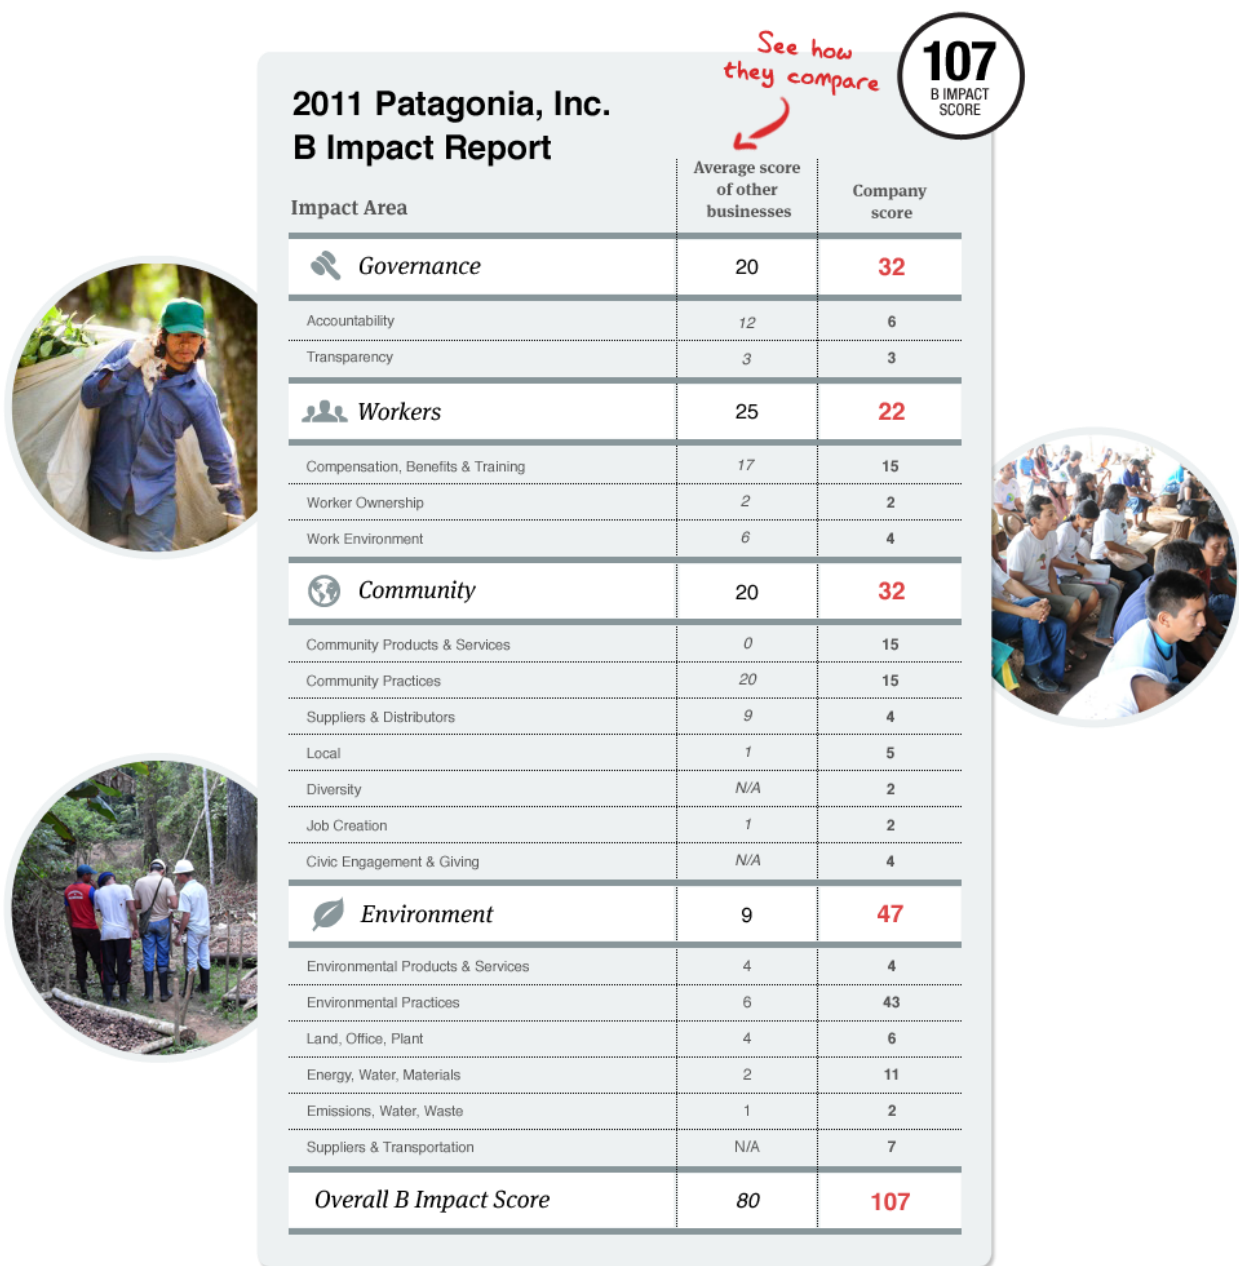 See how
they compare
107
B IMPACT
SCORE
2011 Patagonia, Inc.
B Impact Report
Impact Area
Average score
of other
businesses
Company
score
Governance 20 32
Accountability 12 6
Transparency 3 3
Workers 25 22
Compensation, Benefits & Training 17 15
Worker Ownership 2 2
Work Environment 6 4
Community 20 32
Community Products & Services 0 15
Community Practices 20 15
Suppliers & Distributors 9 4
Local 1 5
Diversity N/A 2
Job Creation 1 2
Civic Engagement & Giving N/A 4
Environment 9 47
Environmental Products & Services 4 4
Environmental Practices 6 43
Land, Office, Plant 4 6
Energy, Water, Materials 2 11
Emissions, Water, Waste 1 2
Suppliers & Transportation N/A 7
Overall B Impact Score 80 107